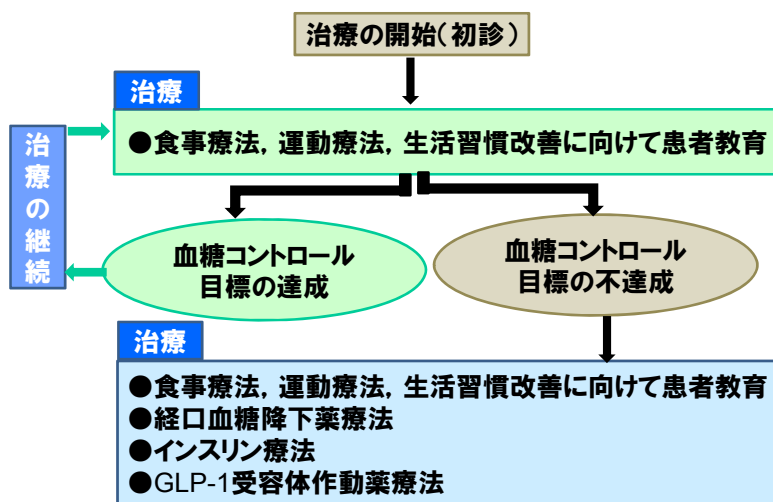 治療の開始（初診）
治療
●食事療法，運動療法，生活習慣改善に向けて患者教育
治療の継続
血糖コントロール
目標の達成
血糖コントロール
目標の不達成
治療
●食事療法，運動療法，生活習慣改善に向けて患者教育
●経口血糖降下薬療法
●インスリン療法
●GLP-1受容体作動薬療法